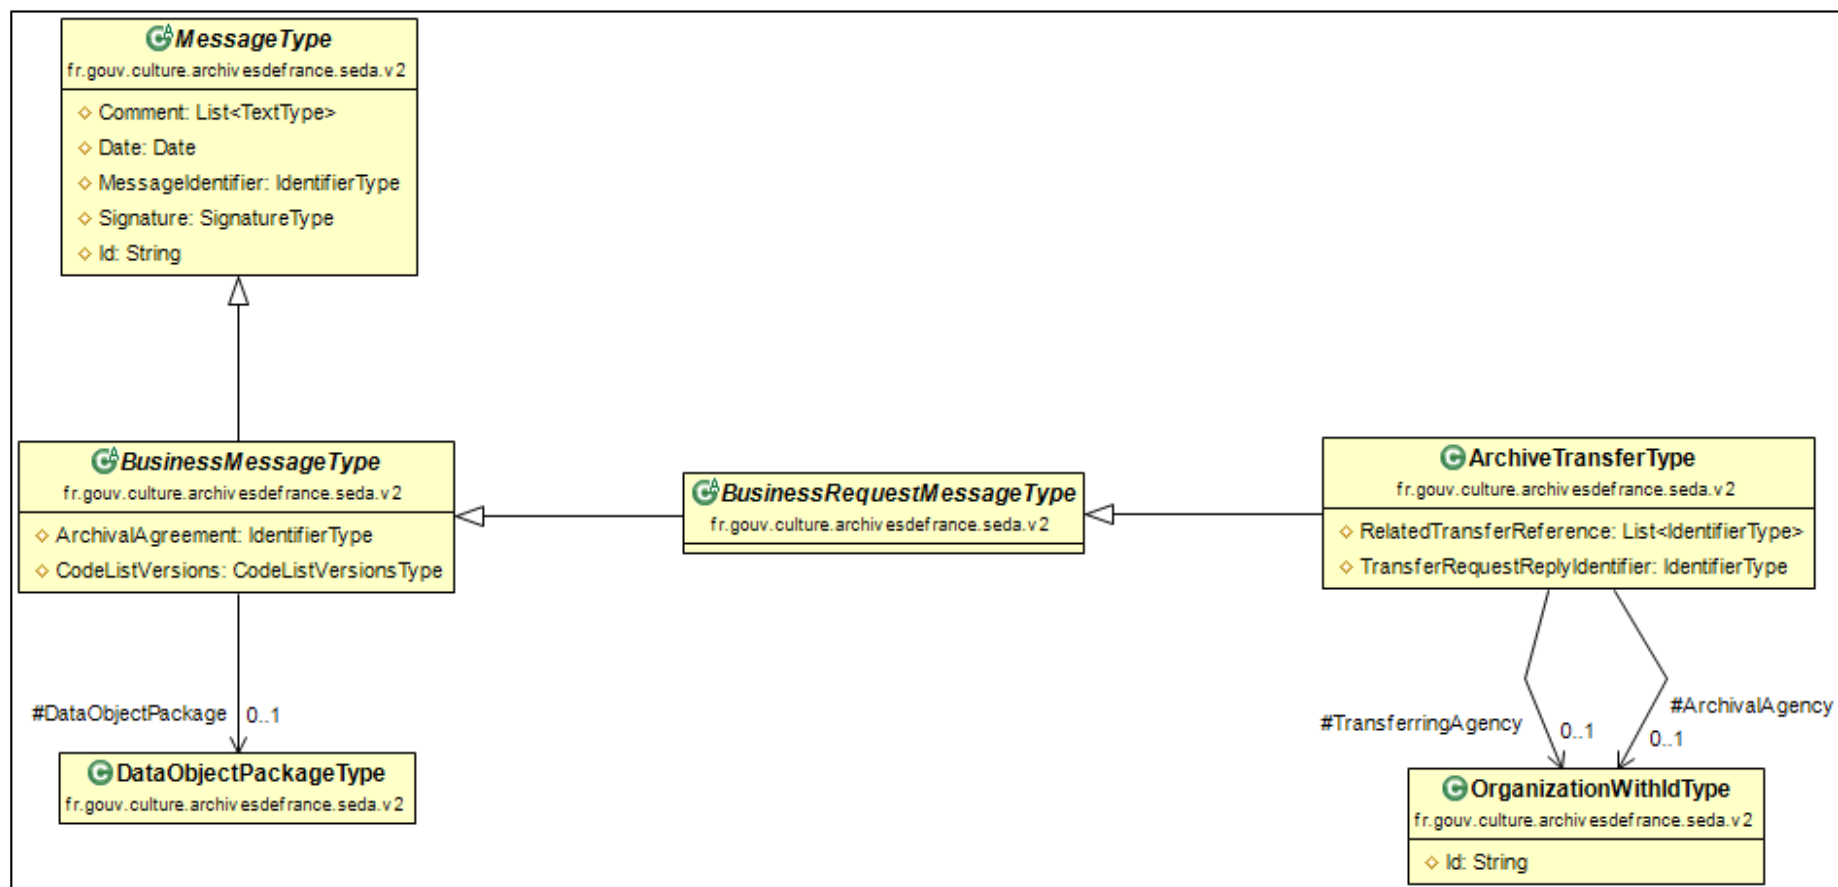 MessageType
fr.gouv.culture.archivesdefrance.seda.v2
Comment: List<TextType>
Date: Date
MessageIdentifier: IdentifierType
Signature: SignatureType
Id: String
BusinessMessageType
fr.gouv.culture.archivesdefrance.seda.v2
ArchivalAgreement: IdentifierType
CodeListVersions: CodeListVersionsType
BusinessRequestMessageType
fr.gouv.culture.archivesdefrance.seda.v2
ArchiveTransferType
fr.gouv.culture.archivesdefrance.seda.v2
RelatedTransferReference: List<IdentifierType>
TransferRequestReplyIdentifier: IdentifierType
#DataObjectPackage 0..1
#TransferringAgency 0..1
#ArchivalAgency
0..1
DataObjectPackageType
fr.gouv.culture.archivesdefrance.seda.v2
OrganizationWithIdType
fr.gouv.culture.archivesdefrance.seda.v2
Id: String